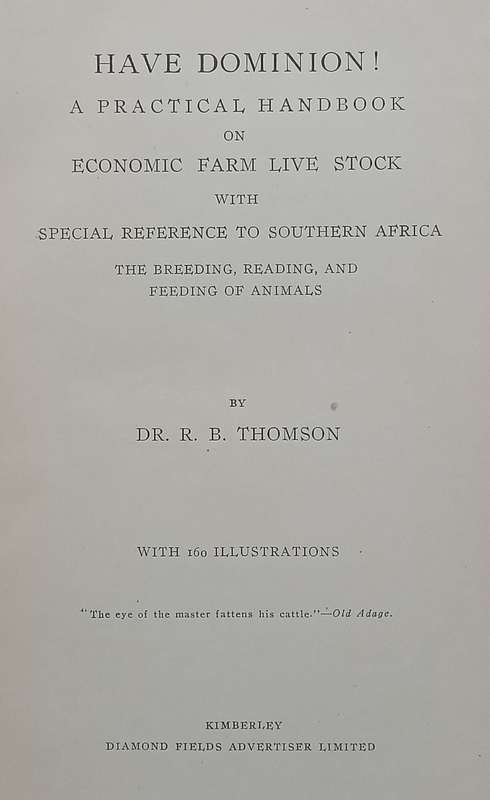 HAVE DOMINION!
A PRACTICAL HANDBOOK
ON
ECONOMIC FARM LIVE STOCK
WITH
SPECIAL REFERENCE TO SOUTHERN AFRICA
THE BREEDING, READING, AND
FEEDING OF ANIMALS
BY
DR. R. B. THOMSON
WITH 160 ILLUSTRATIONS
"The eye of the master fattens his cattle."—Old Adage.
KIMBERLEY
DIAMOND FIELDS ADVERTISER LIMITED